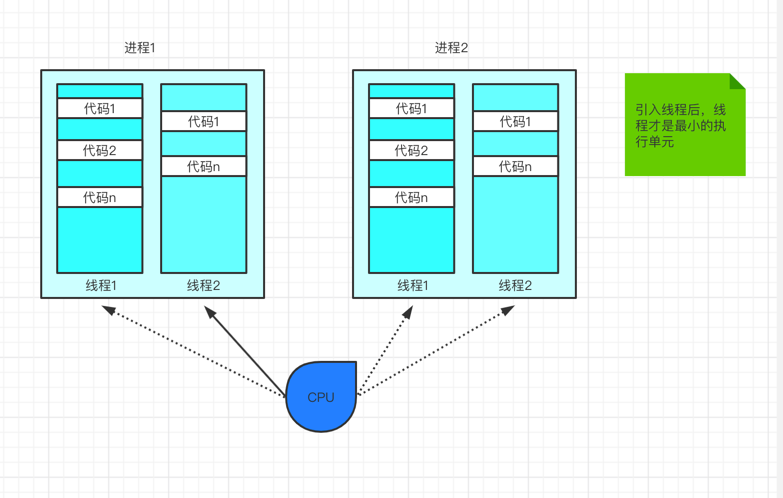 进程1
进程2
代码1
代码2
代码n
线程1
代码1
代码n
线程2
代码1
代码2
代码n
线程1
代码1
代码n
线程2
引入线程后，线
程才是最小的执
行单元
CPU